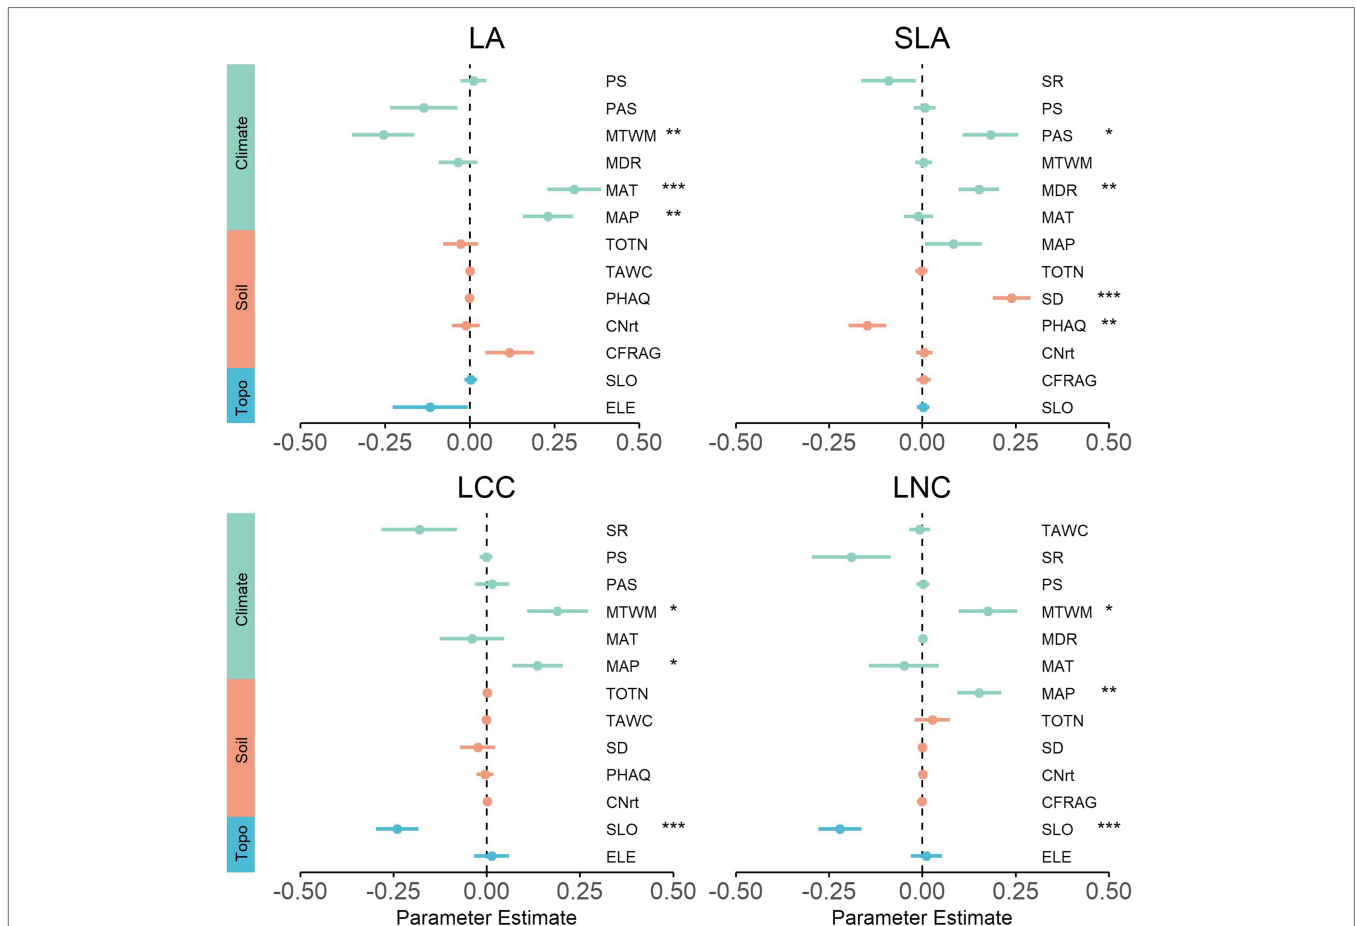 LA
SLA
Climate
Soil
Topo
PS
PAS
MTWM **
MDR
MAT ***
MAP **
TOTN
TAWC
PHAQ
CNrt
CFRAG
SLO
ELE
-0.50 -0.25 0.00 0.25 0.50
SR
PS
PAS *
MTWM
MDR **
MAT
MAP
TOTN
SD ***
PHAQ **
CNrt
CFRAG
SLO
-0.50 -0.25 0.00 0.25 0.50
LCC
LNC
Climate
Soil
Topo
SR
PS
PAS
MTWM *
MAT
MAP *
TOTN
TAWC
SD
PHAQ
CNrt
SLO ***
ELE
-0.50 -0.25 0.00 0.25 0.50
Parameter Estimate
TAWC
SR
PS
MTWM *
MDR
MAT
MAP **
TOTN
SD
CNrt
CFRAG
SLO ***
ELE
-0.50 -0.25 0.00 0.25 0.50
Parameter Estimate